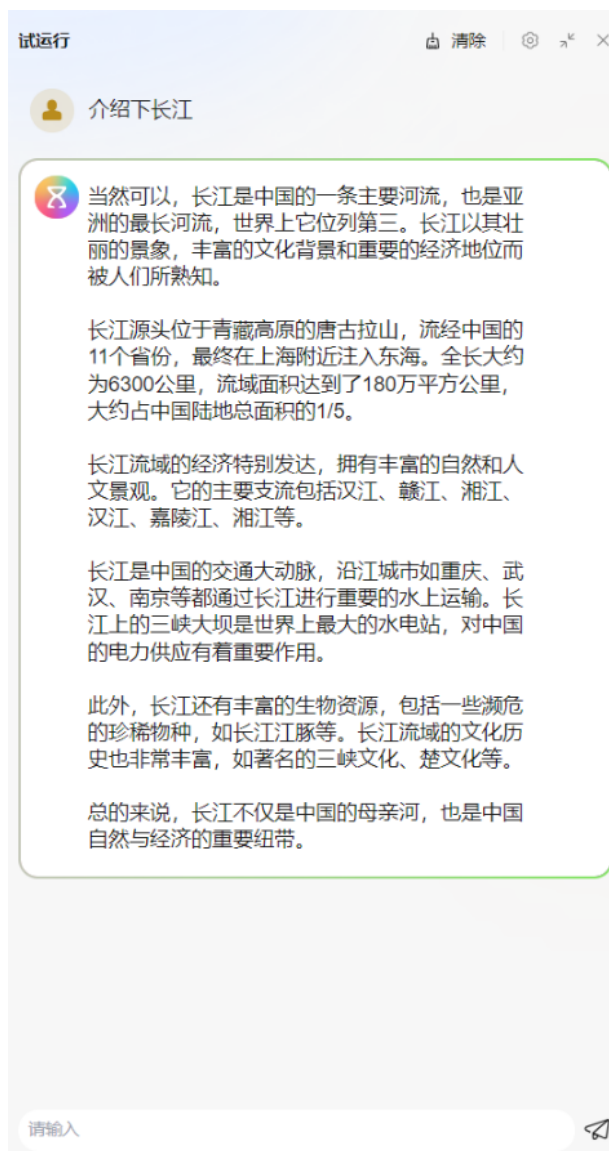 试运行
清除
介绍下长江
当然可以，长江是中国的一条主要河流，也是亚
洲的最长河流，世界上它位列第三。长江以其壮
丽的景象，丰富的文化背景和重要的经济地位而
被人们所熟知。
长江源头位于青藏高原的唐古拉山，流经中国的
11个省份，最终在上海附近注入东海。全长大约
为6300公里，流域面积达到了180万平方公里，
大约占中国陆地总面积的1/5。
长江流域的经济特别发达，拥有丰富的自然和人
文景观。它的主要支流包括汉江、赣江、湘江、
汉江、嘉陵江、湘江等。
长江是中国的交通大动脉，沿江城市如重庆、武
汉、南京等都通过长江进行重要的水上运输。长
江上的三峡大坝是世界上最大的水电站，对中国
的电力供应有着重要作用。
此外，长江还有丰富的生物资源，包括一些濒危
的珍稀物种，如长江江豚等。长江流域的文化历
史也非常丰富，如著名的三峡文化、楚文化等。
总的来说，长江不仅是中国的母亲河，也是中国
自然与经济的重要纽带。
请输入